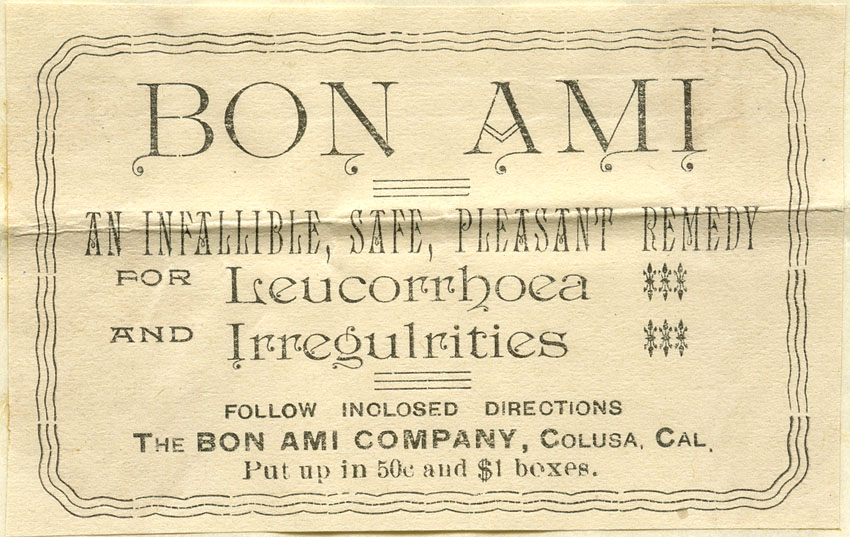 BON AMI
AN INFALLIBLE, SAFE, PLEASANT REMEDY
FOR Leucorrhoea
AND Irregulrities
FOLLOW INCLOSED DIRECTIONS
THE BON AMI COMPANY, COLUSA, CAL.
Put up in 50c and $1 boxes.